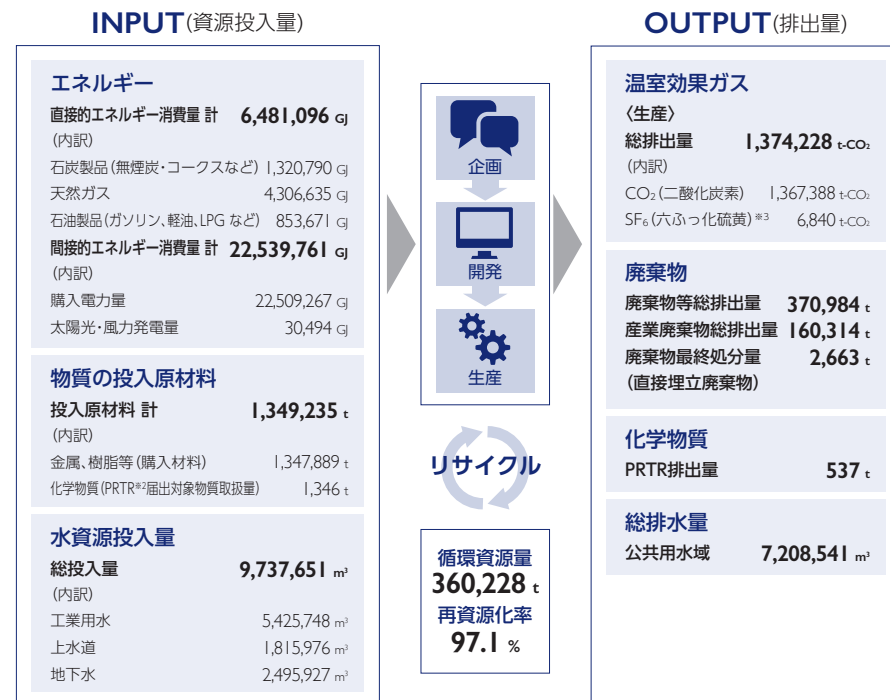 INPUT(資源投入量)
エネルギー
直接的エネルギー消費量 計 6,481,096 GJ
(内訳)
石炭製品(無煙炭・コークスなど) 1,320,790 GJ
天然ガス 4,306,635 GJ
石油製品(ガソリン、軽油、LPG など) 853,671 GJ
間接的エネルギー消費量 計 22,539,761 GJ
(内訳)
購入電力量 22,509,267 GJ
太陽光・風力発電量 30,494 GJ
物質の投入原材料
投入原材料 計 1,349,235 t
(内訳)
金属、樹脂等(購入材料) 1,347,889 t
化学物質(PRTR※2届出対象物質取扱量) 1,346 t
水資源投入量
総投入量 9,737,651 m³
(内訳)
工業用水 5,425,748 m³
上水道 1,815,976 m³
地下水 2,495,927 m³
企画
開発
生産
リサイクル
循環資源量
360,228 t
再資源化率
97.1 %
OUTPUT(排出量)
温室効果ガス
〈生産〉
総排出量 1,374,228 t-CO₂
(内訳)
CO₂(二酸化炭素) 1,367,388 t-CO₂
SF₆(六ふっ化硫黄)※3 6,840 t-CO₂
廃棄物
廃棄物等総排出量 370,984 t
産業廃棄物総排出量 160,314 t
廃棄物最終処分量 2,663 t
(直接埋立廃棄物)
化学物質
PRTR排出量 537 t
総排水量
公共用水域 7,208,541 m³